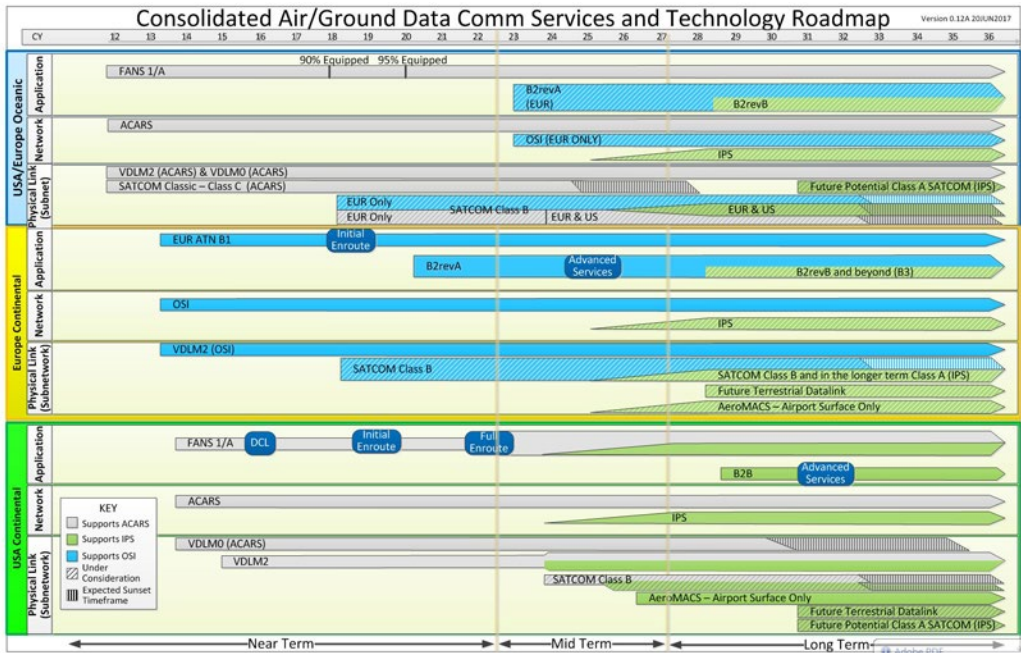 Consolidated Air/Ground Data Comm Services and Technology Roadmap
Version 0.12A 20JUN2017
CY 12 13 14 15 16 17 18 19 20 21 22 23 24 25 26 27 28 29 30 31 32 33 34 35 36
USA/Europe Oceanic
Application
90% Equipped 95% Equipped
FANS 1/A
B2revA
(EUR)
B2revB
Network
ACARS
OSI (EUR ONLY)
IPS
Physical Link
(Subnet)
VDLM2 (ACARS) & VDLM0 (ACARS)
SATCOM Classic – Class C (ACARS)
Future Potential Class A SATCOM (IPS)
EUR Only
SATCOM Class B
EUR & US
EUR Only
EUR & US
Europe Continental
Application
EUR ATN B1
Initial
Enroute
B2revA
Advanced
Services
B2revB and beyond (B3)
Network
OSI
IPS
Physical Link
(Subnetwork)
VDLM2 (OSI)
SATCOM Class B
SATCOM Class B and in the longer term Class A (IPS)
Future Terrestrial Datalink
AeroMACS – Airport Surface Only
USA Continental
Application
FANS 1/A
DCL
Initial
Enroute
Full
Enroute
B2B
Advanced
Services
Network
ACARS
IPS
Physical Link
(Subnetwork)
VDLM0 (ACARS)
VDLM2
SATCOM Class B
AeroMACS – Airport Surface Only
Future Terrestrial Datalink
Future Potential Class A SATCOM (IPS)
KEY
Supports ACARS
Supports IPS
Supports OSI
Under
Consideration
Expected Sunset
Timeframe
Near Term
Mid Term
Long Term
Adobe PDF